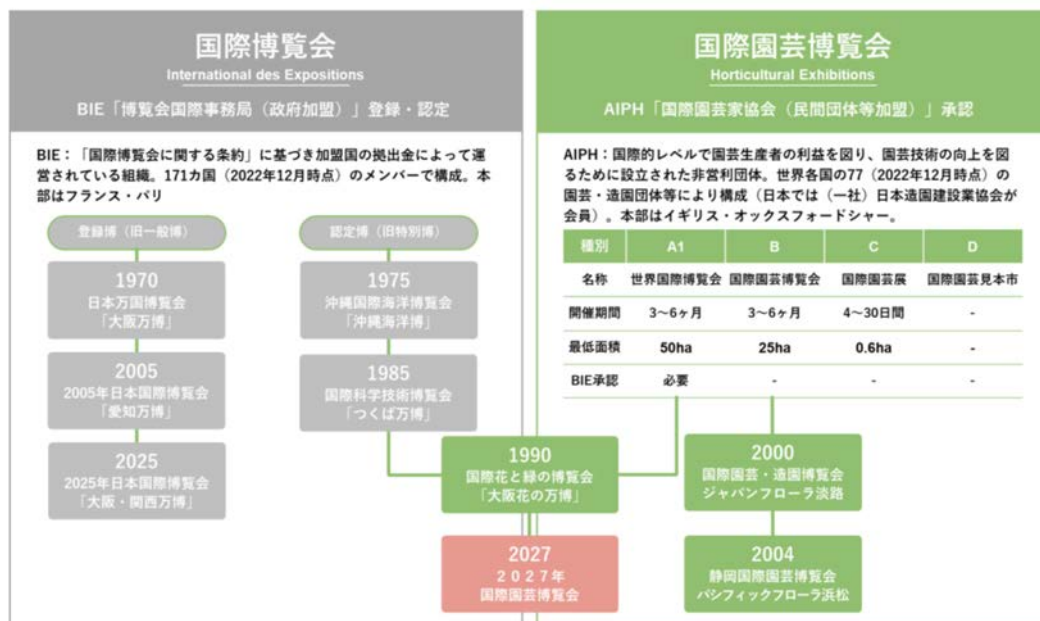 国際博覧会
International des Expositions
BIE「博覧会国際事務局（政府加盟）」登録・認定
BIE：「国際博覧会に関する条約」に基づき加盟国の拠出金によって運
営されている組織。171カ国（2022年12月時点）のメンバーで構成。本
部はフランス・パリ
登録博（旧一般博）
1970
日本万国博覧会
「大阪万博」
2005
2005年日本国際博覧会
「愛知万博」
2025
2025年日本国際博覧会
「大阪・関西万博」
認定博（旧特別博）
1975
沖縄国際海洋博覧会
「沖縄海洋博」
1985
国際科学技術博覧会
「つくば万博」
国際園芸博覧会
Horticultural Exhibitions
AIPH「国際園芸家協会（民間団体等加盟）」承認
AIPH：国際的レベルで園芸生産者の利益を図り、園芸技術の向上を図
るために設立された非営利団体。世界各国の77（2022年12月時点）の
園芸・造園団体等により構成（日本では（一社）日本造園建設業協会が
会員）。本部はイギリス・オックスフォードシャー。
種別 A1 B C D
名称 世界国際博覧会 国際園芸博覧会 国際園芸展 国際園芸見本市
開催期間 3〜6ヶ月 3〜6ヶ月 4〜30日間 -
最低面積 50ha 25ha 0.6ha -
BIE承認 必要 - - -
1990
国際花と緑の博覧会
「大阪花の万博」
2027
２０２７年
国際園芸博覧会
2000
国際園芸・造園博覧会
ジャパンフローラ淡路
2004
静岡国際園芸博覧会
パシフィックフローラ浜松